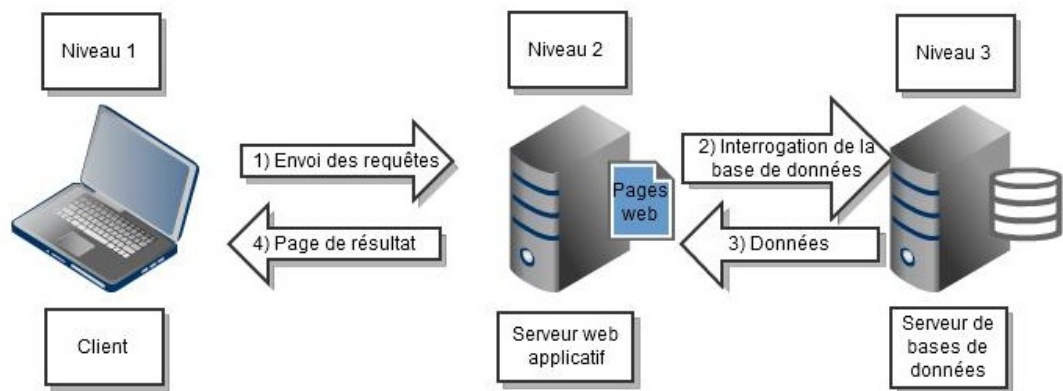 Niveau 1
Niveau 2
Niveau 3
1) Envoi des requêtes
2) Interrogation de la
base de données
Pages
web
4) Page de résultat
3) Données
Client
Serveur web
applicatif
Serveur de
bases de
données